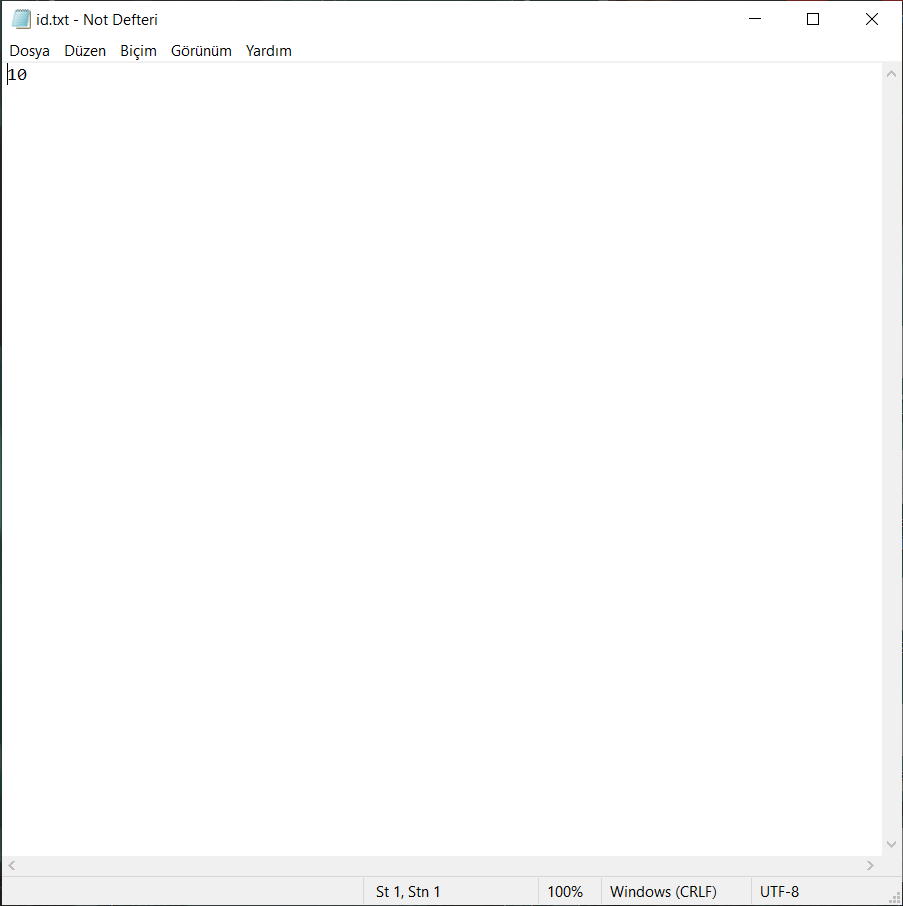 id.txt - Not Defteri
Dosya Düzen Biçim Görünüm Yardım
10
St 1, Stn 1 100% Windows (CRLF) UTF-8